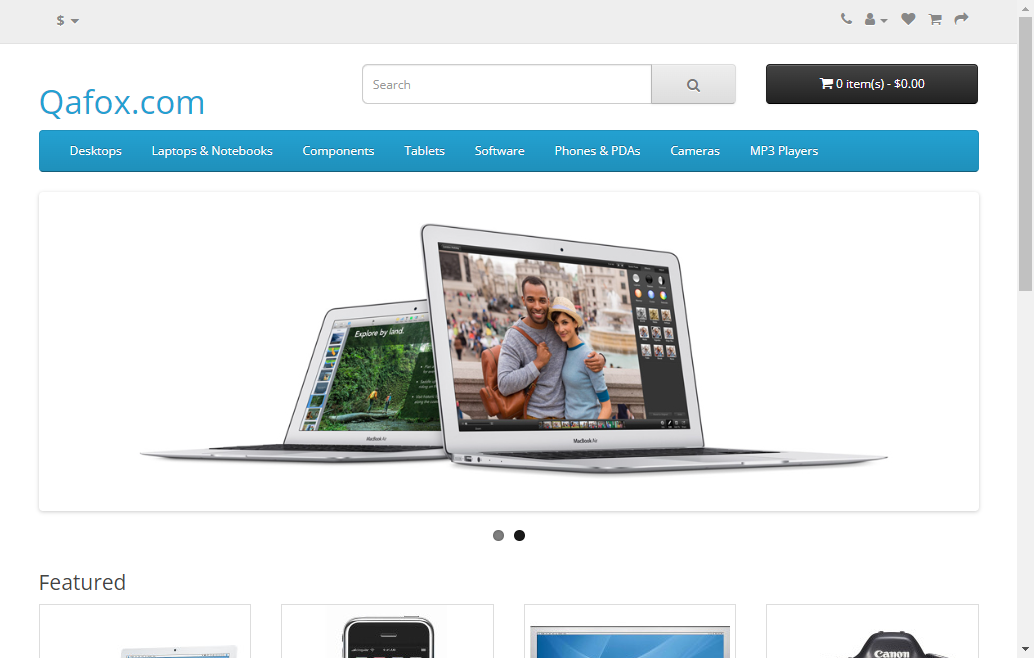 $
Qafox.com
Search
0 item(s) - $0.00
Desktops
Laptops & Notebooks
Components
Tablets
Software
Phones & PDAs
Cameras
MP3 Players
Explore by land.
MacBook Air
MacBook Air
Featured
Canon